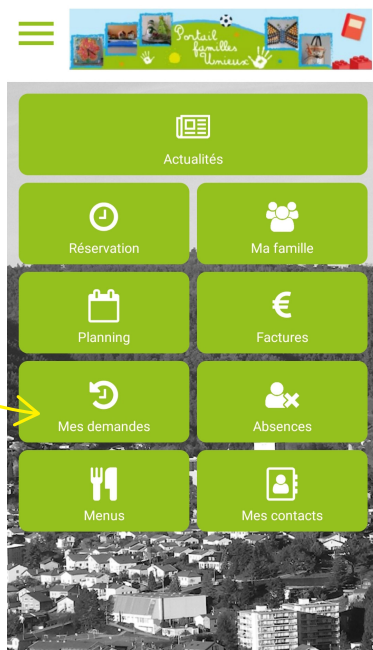 Portail
familles
Unieux
Actualités
Réservation
Ma famille
Planning
Factures
Mes demandes
Absences
Menus
Mes contacts